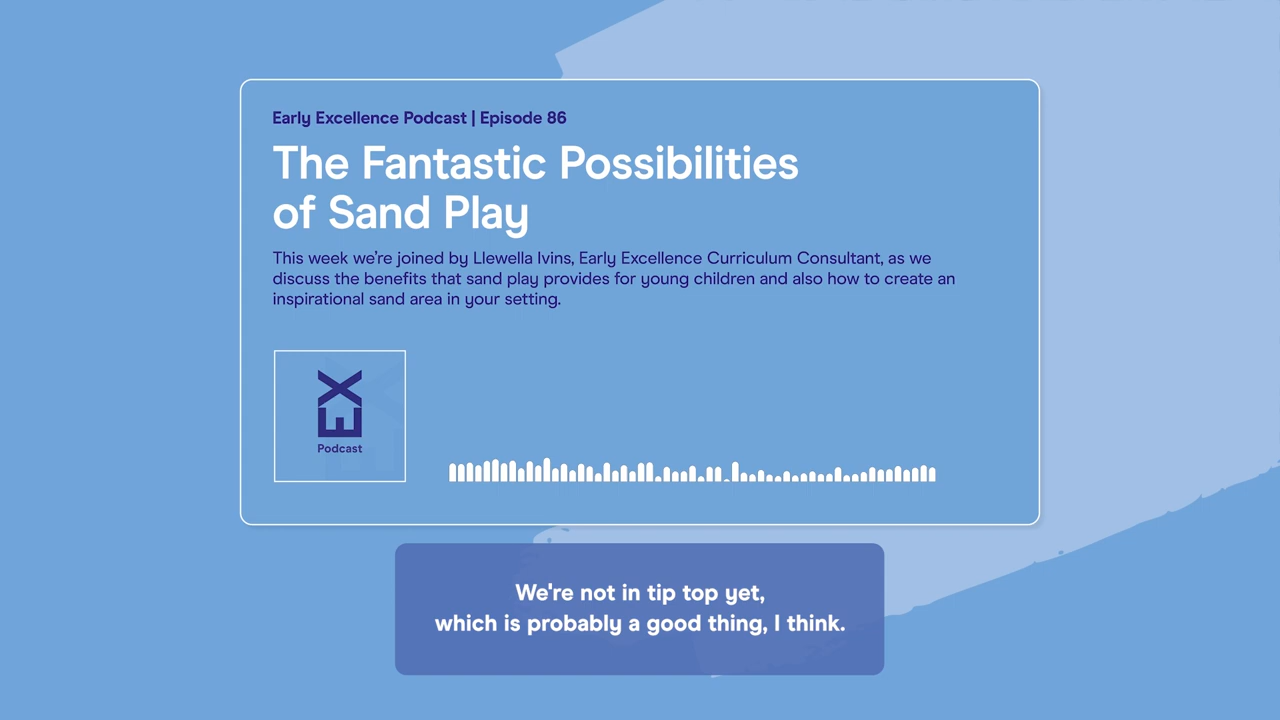 Early Excellence Podcast | Episode 86
The Fantastic Possibilities
of Sand Play
This week we're joined by Llewella Ivins, Early Excellence Curriculum Consultant, as we
discuss the benefits that sand play provides for young children and also how to create an
inspirational sand area in your setting.
EX
Podcast
We're not in tip top yet,
which is probably a good thing, I think.